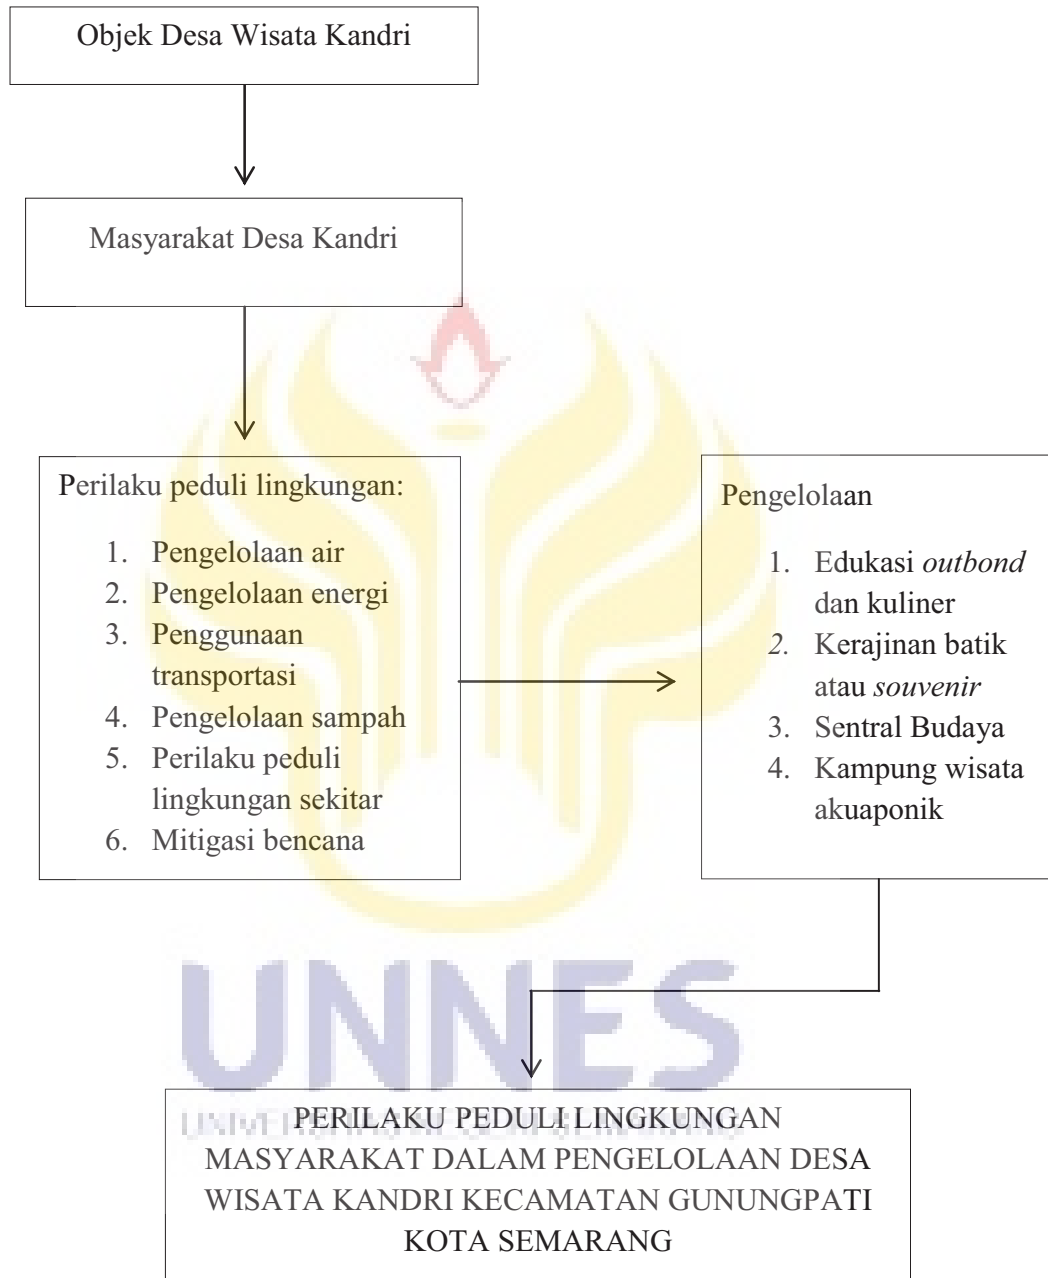 Objek Desa Wisata Kandri
Masyarakat Desa Kandri
Perilaku peduli lingkungan:
1. Pengelolaan air
2. Pengelolaan energi
3. Penggunaan
transportasi
4. Pengelolaan sampah
5. Perilaku peduli
lingkungan sekitar
6. Mitigasi bencana
Pengelolaan
1. Edukasi outbond
dan kuliner
2. Kerajinan batik
atau souvenir
3. Sentral Budaya
4. Kampung wisata
akuaponik
UNNES
PERILAKU PEDULI LINGKUNGAN
MASYARAKAT DALAM PENGELOLAAN DESA
WISATA KANDRI KECAMATAN GUNUNGPATI
KOTA SEMARANG